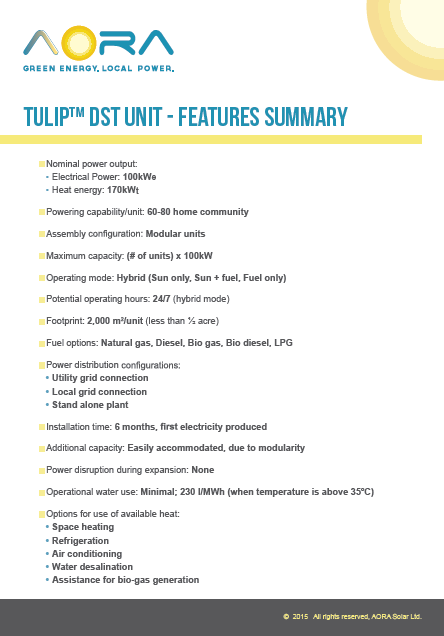 AORA
GREEN ENERGY. LOCAL POWER.
TULIP™ DST UNIT - FEATURES SUMMARY
Nominal power output:
• Electrical Power: 100kWe
• Heat energy: 170kWt
Powering capability/unit: 60-80 home community
Assembly configuration: Modular units
Maximum capacity: (# of units) x 100kW
Operating mode: Hybrid (Sun only, Sun + fuel, Fuel only)
Potential operating hours: 24/7 (hybrid mode)
Footprint: 2,000 m²/unit (less than ½ acre)
Fuel options: Natural gas, Diesel, Bio gas, Bio diesel, LPG
Power distribution configurations:
• Utility grid connection
• Local grid connection
• Stand alone plant
Installation time: 6 months, first electricity produced
Additional capacity: Easily accommodated, due to modularity
Power disruption during expansion: None
Operational water use: Minimal; 230 l/MWh (when temperature is above 35ºC)
Options for use of available heat:
• Space heating
• Refrigeration
• Air conditioning
• Water desalination
• Assistance for bio-gas generation
© 2015 All rights reserved, AORA Solar Ltd.